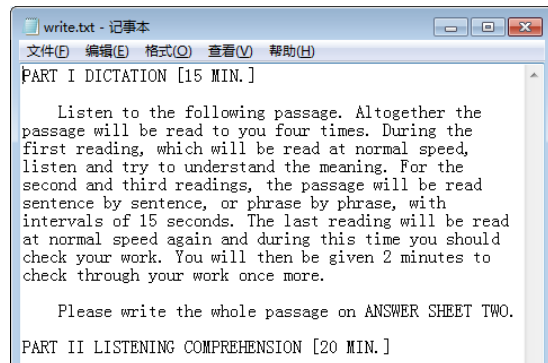 write.txt - 记事本
文件(F) 编辑(E) 格式(O) 查看(V) 帮助(H)
PART I DICTATION [15 MIN.]
Listen to the following passage. Altogether the
passage will be read to you four times. During the
first reading, which will be read at normal speed,
listen and try to understand the meaning. For the
second and third readings, the passage will be read
sentence by sentence, or phrase by phrase, with
intervals of 15 seconds. The last reading will be read
at normal speed again and during this time you should
check your work. You will then be given 2 minutes to
check through your work once more.
Please write the whole passage on ANSWER SHEET TWO.
PART II LISTENING COMPREHENSION [20 MIN.]